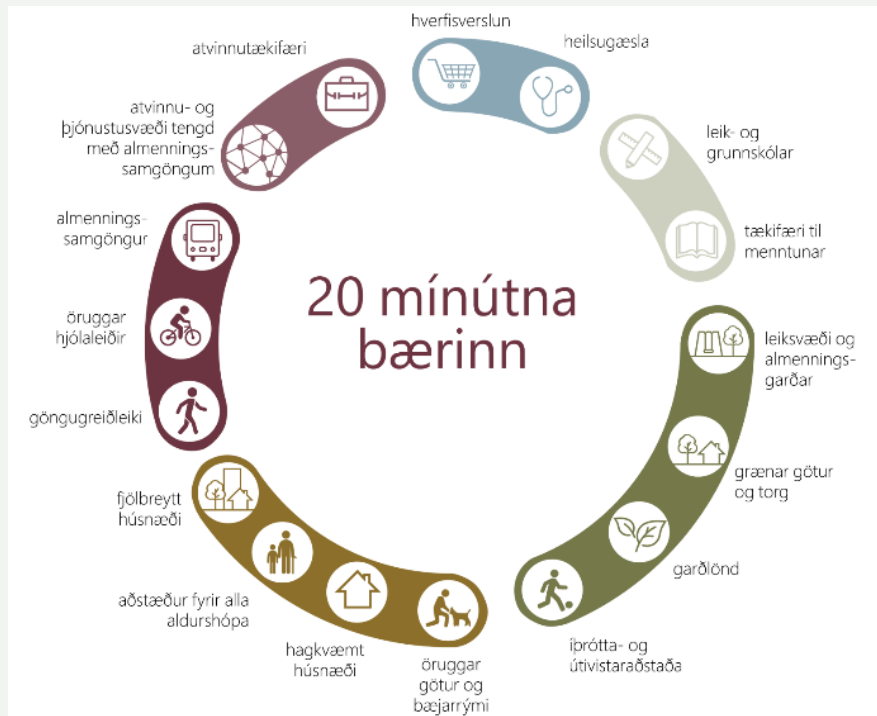 hverfisverslun
heilsugæsla
leik- og
grunnskólar
tækifæri til
menntunar
leiksvæði og
almennings-
garðar
grænar götur
og torg
garðlönd
íþrótta- og
útivistaraðstaða
öruggar
götur og
bæjarrými
hagkvæmt
húsnæði
aðstæður fyrir alla
aldurshópa
fjölbreytt
húsnæði
göngugreiðleiki
öruggar
hjólaleiðir
almennings-
samgöngur
atvinnu- og
þjónustusvæði tengd
með almennings-
samgöngum
atvinnutækifæri
20 mínútna
bærinn